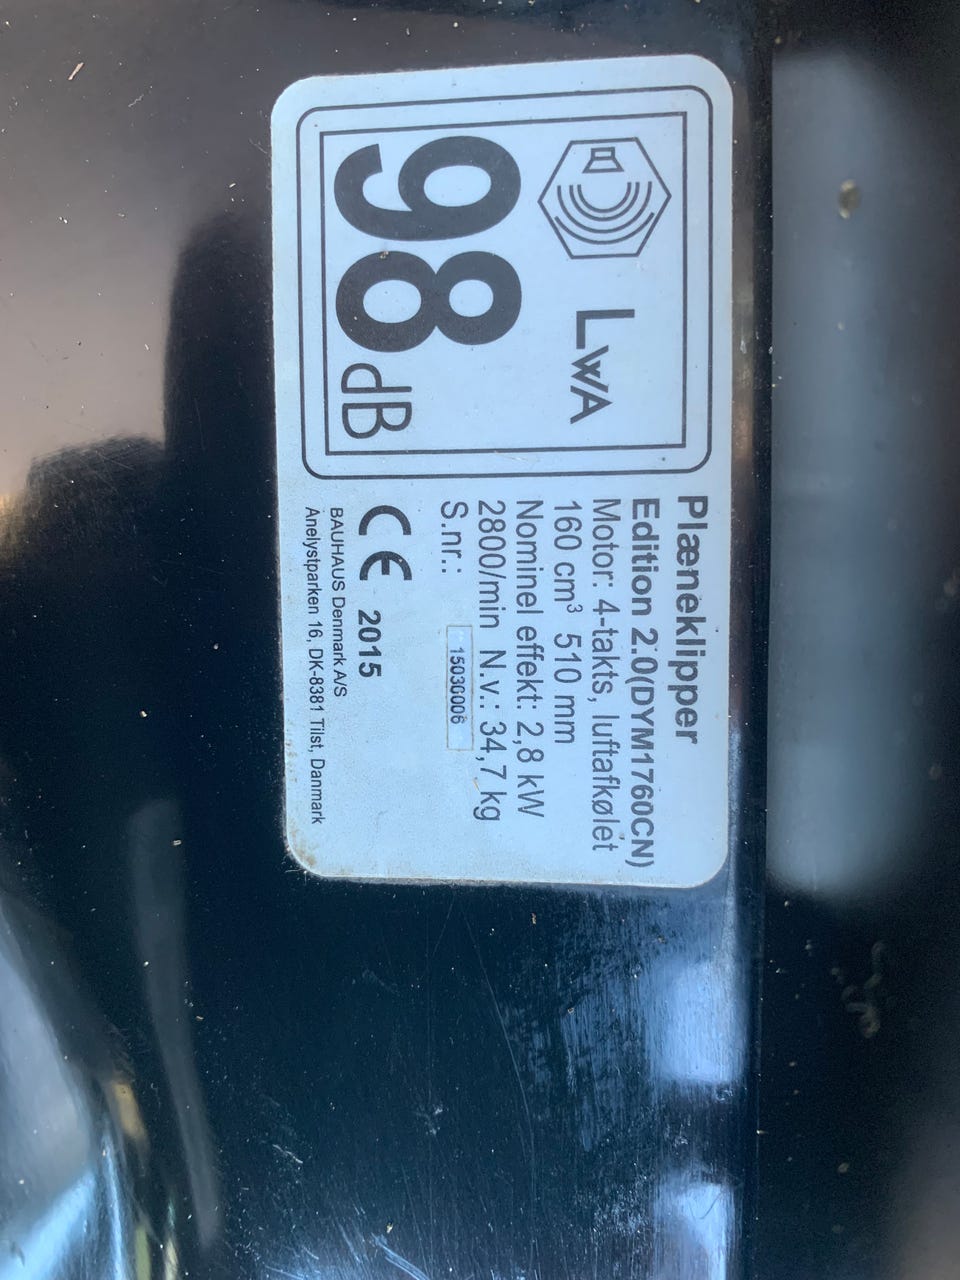 LWA
98 dB
Plæneklipper
Edition 2.0(DYM1760CN)
Motor: 4-takts, luftafkølet
160 cm³ 510 mm
Nominel effekt: 2,8 kW
2800/min N.v.: 34,7 kg
S.nr.: 15030006
CE 2015
BAUHAUS Denmark A/S
Anelystparken 16, DK-8381 Tilst, Danmark